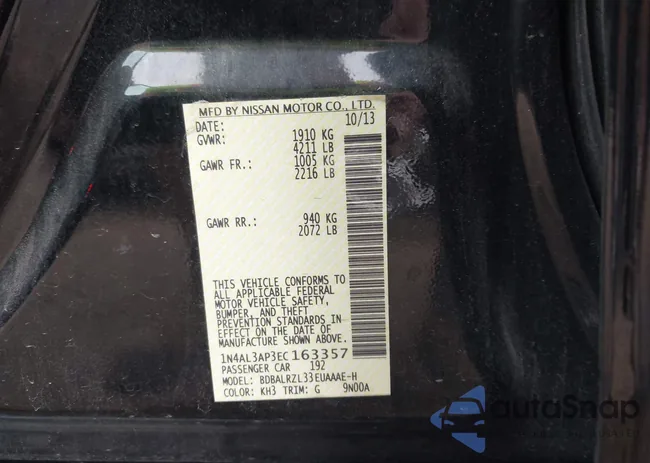 MFD BY NISSAN MOTOR CO., LTD.
DATE: 10/13
GVWR: 1910 KG
4211 LB
GAWR FR.: 1005 KG
2216 LB
GAWR RR.: 940 KG
2072 LB
THIS VEHICLE CONFORMS TO
ALL APPLICABLE FEDERAL
MOTOR VEHICLE SAFETY,
BUMPER, AND THEFT
PREVENTION STANDARDS IN
EFFECT ON THE DATE OF
MANUFACTURE SHOWN ABOVE.
1N4AL3AP3EC163357
PASSENGER CAR 192
MODEL: BDBALRZL33EUAAAE-H
COLOR: KH3 TRIM: G 9N00A
autoSnap